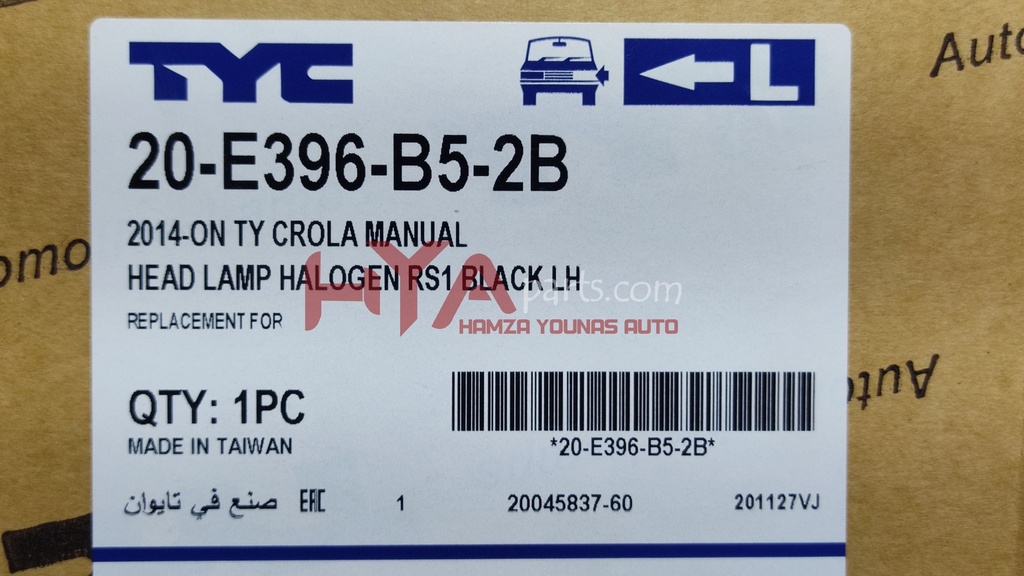 TYC
L
20-E396-B5-2B
2014-ON TY CROLA MANUAL
HEAD LAMP HALOGEN RS1 BLACK LH
REPLACEMENT FOR
HYAparts.com
HAMZA YOUNAS AUTO
QTY: 1PC
MADE IN TAIWAN
*20-E396-B5-2B*
صنع في تايوان EAC 1 20045837-60 201127VJ
Auto
omo
Auto